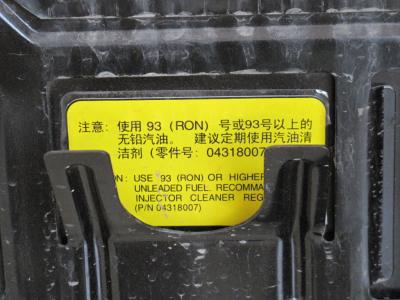 注意: 使用 93 (RON) 号或93号以上的
无铅汽油。 建议定期使用汽油清
洁剂 (零件号: 04318007
ON : USE 93 (RON) OR HIGHER
UNLEADED FUEL. RECOMMA
INJECTOR CLEANER REG
(P/N 04318007)